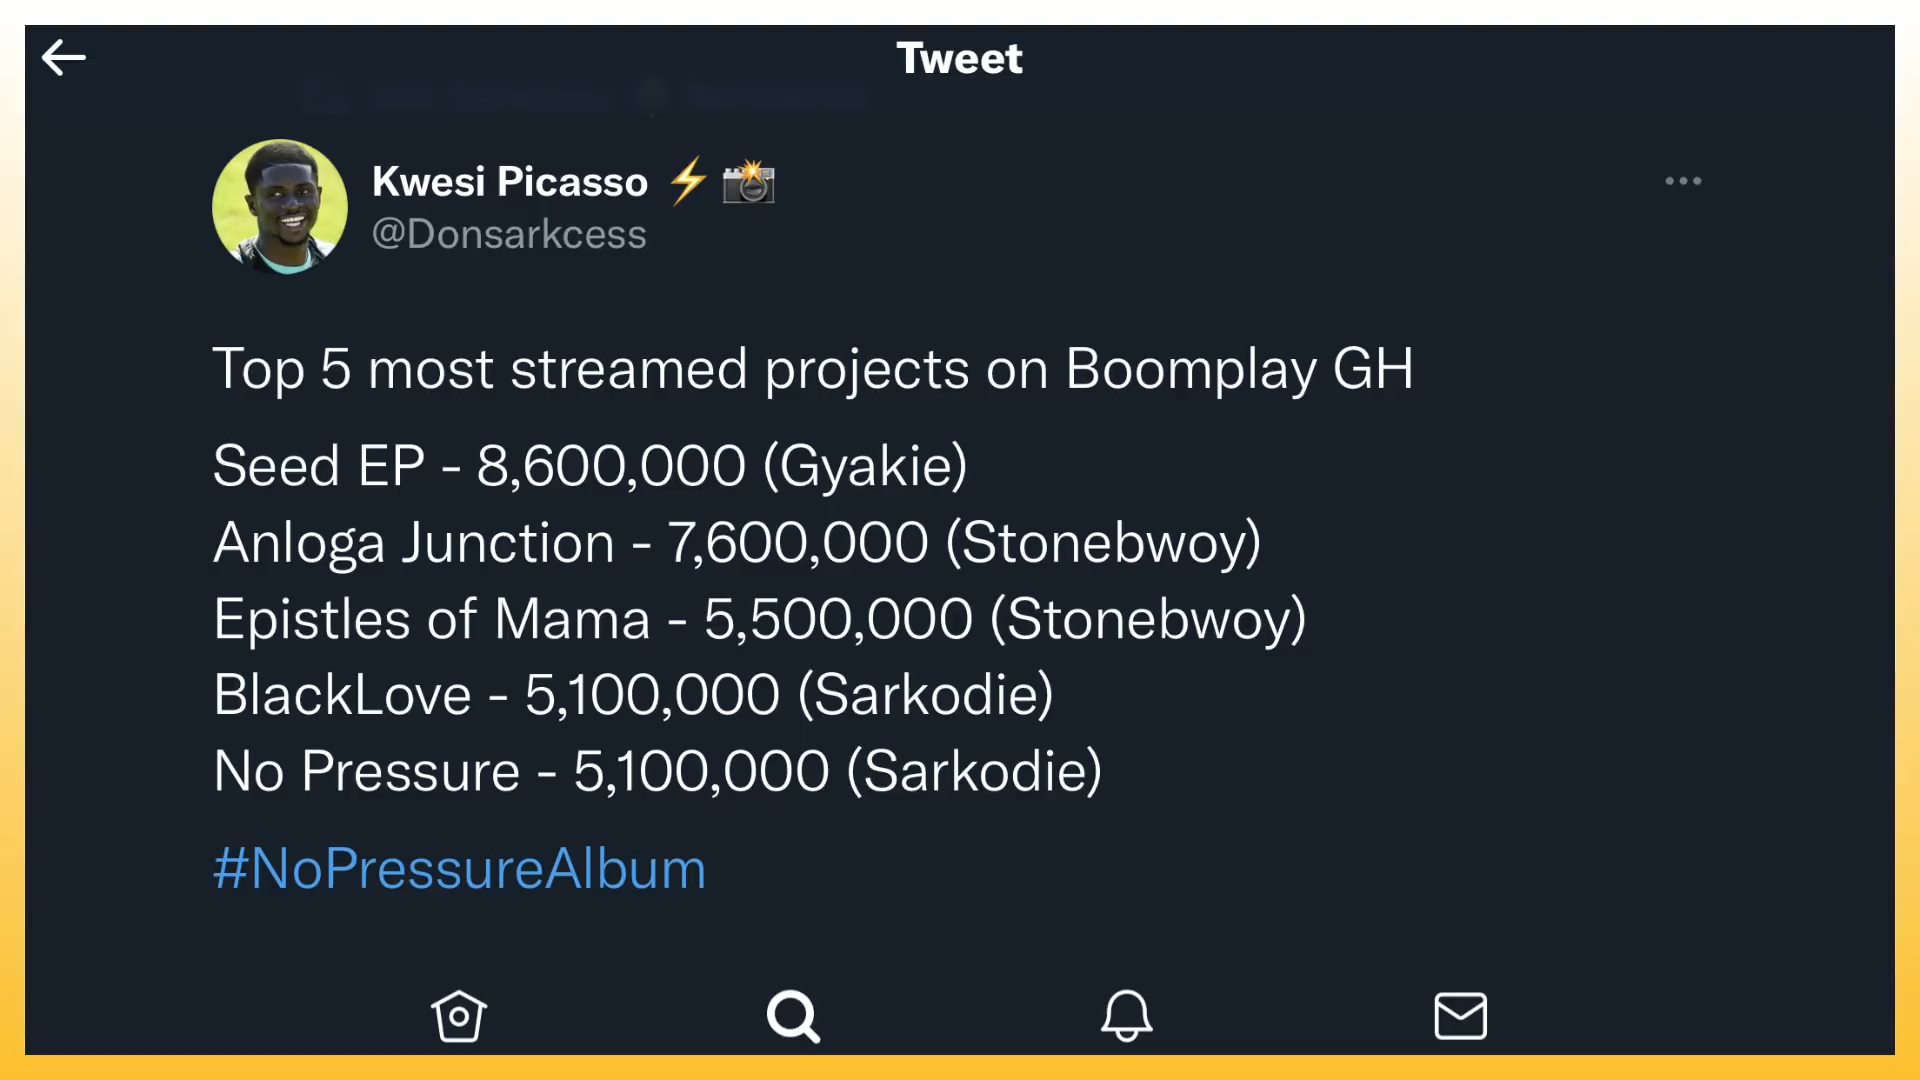 Tweet
Kwesi Picasso ⚡ 📸
@Donsarkcess
Top 5 most streamed projects on Boomplay GH
Seed EP - 8,600,000 (Gyakie)
Anloga Junction - 7,600,000 (Stonebwoy)
Epistles of Mama - 5,500,000 (Stonebwoy)
BlackLove - 5,100,000 (Sarkodie)
No Pressure - 5,100,000 (Sarkodie)
#NoPressureAlbum